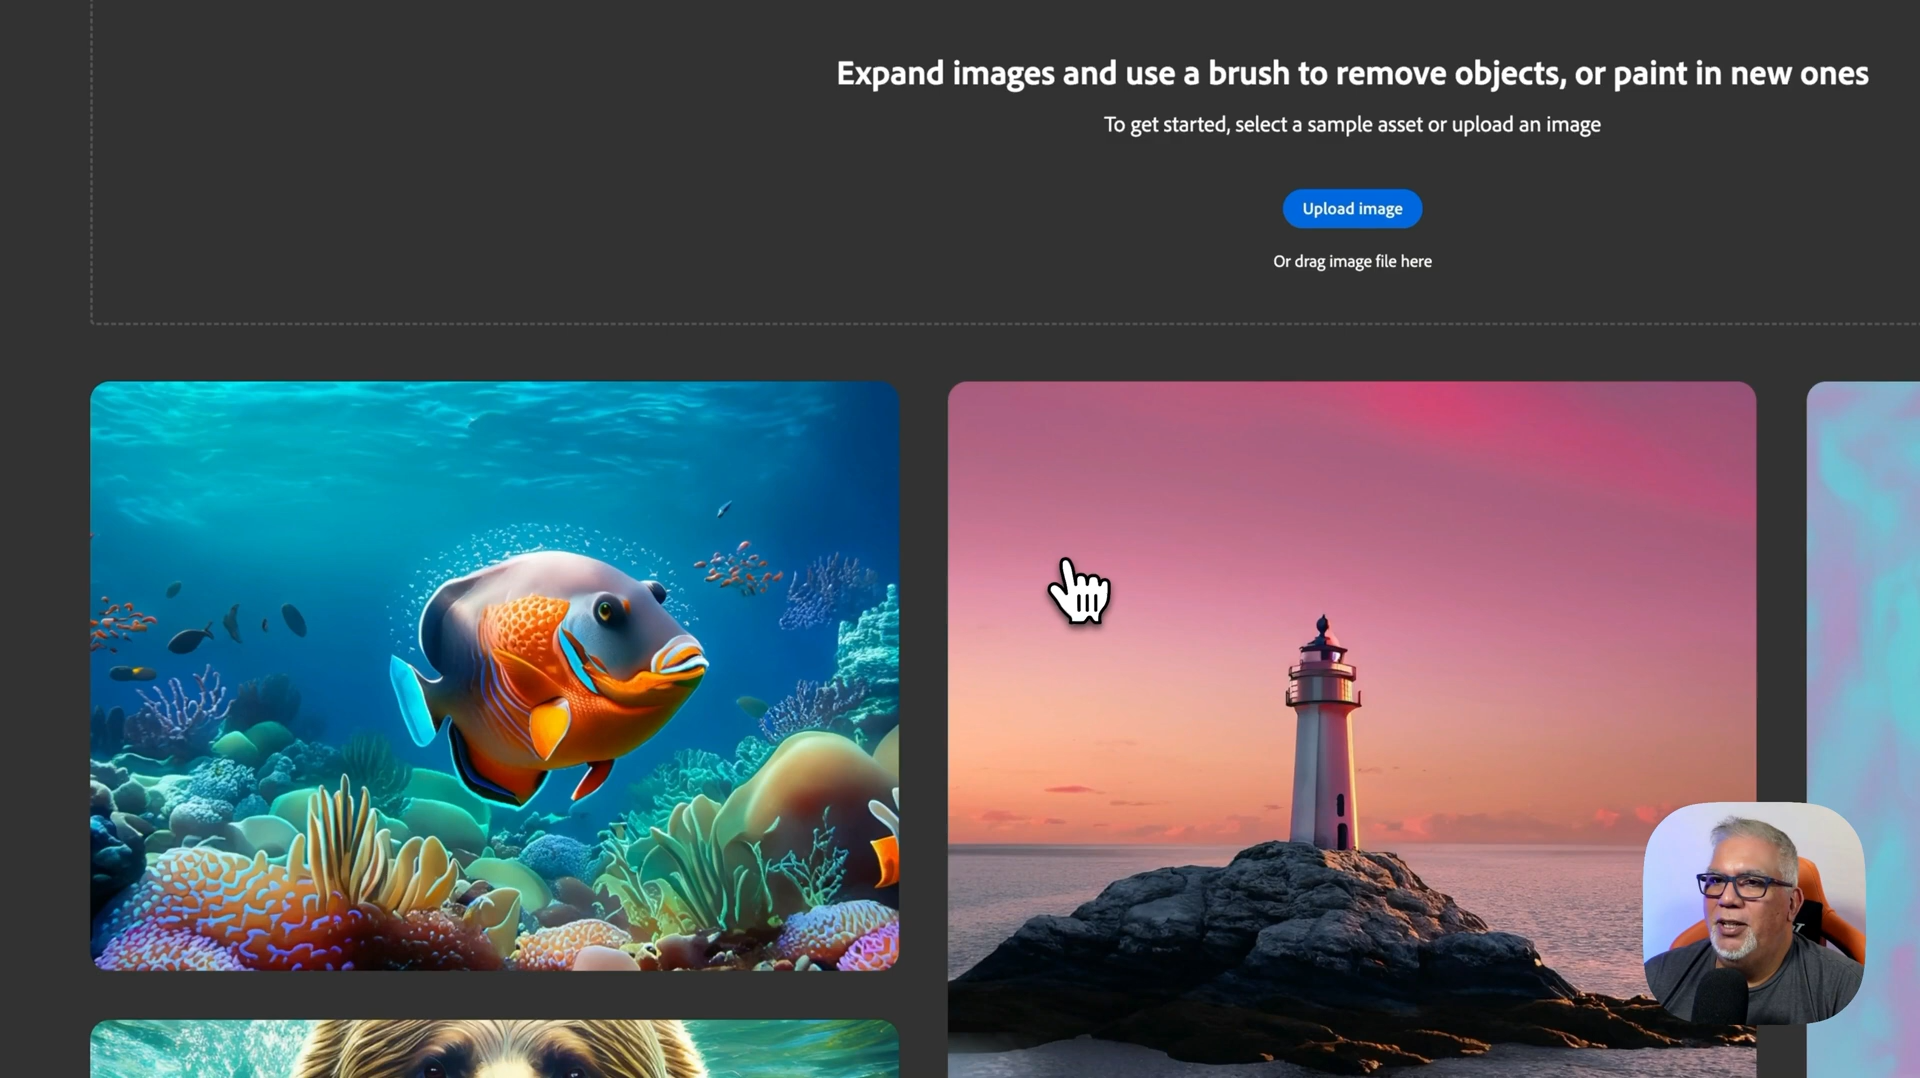 Expand images and use a brush to remove objects, or paint in new ones
To get started, select a sample asset or upload an image
Upload image
Or drag image file here